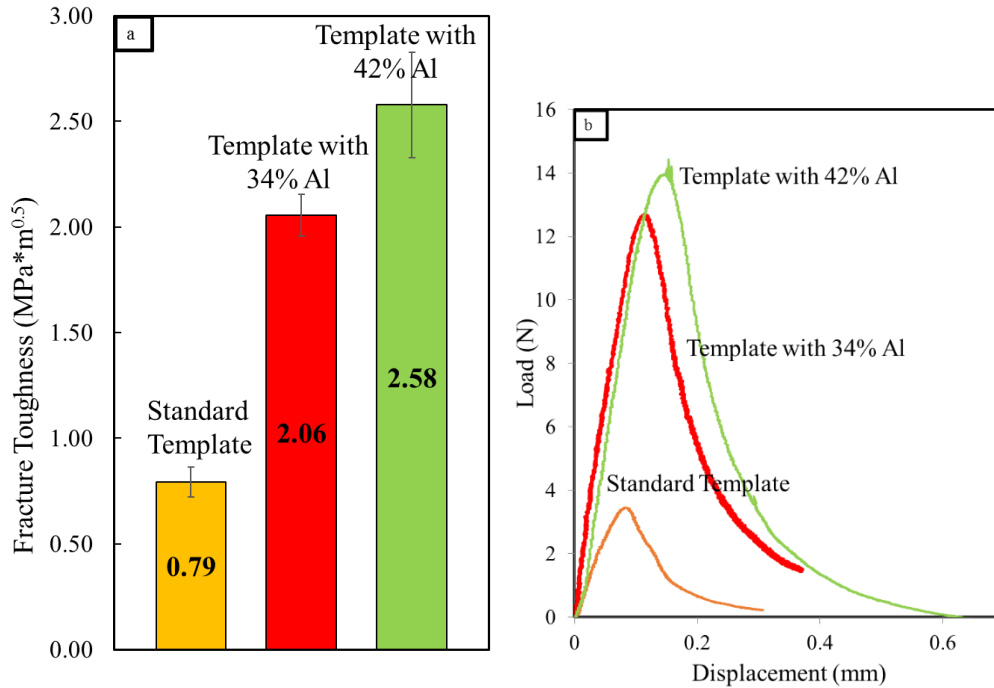 a
Fracture Toughness (MPa*m0.5)
3.00
2.50
2.00
1.50
1.00
0.50
0.00
Template with
42% Al
Template with
34% Al
Standard
Template
0.79
2.06
2.58
b
Load (N)
16
14
12
10
8
6
4
2
0
Template with 42% Al
Template with 34% Al
Standard Template
0
0.2
0.4
0.6
Displacement (mm)